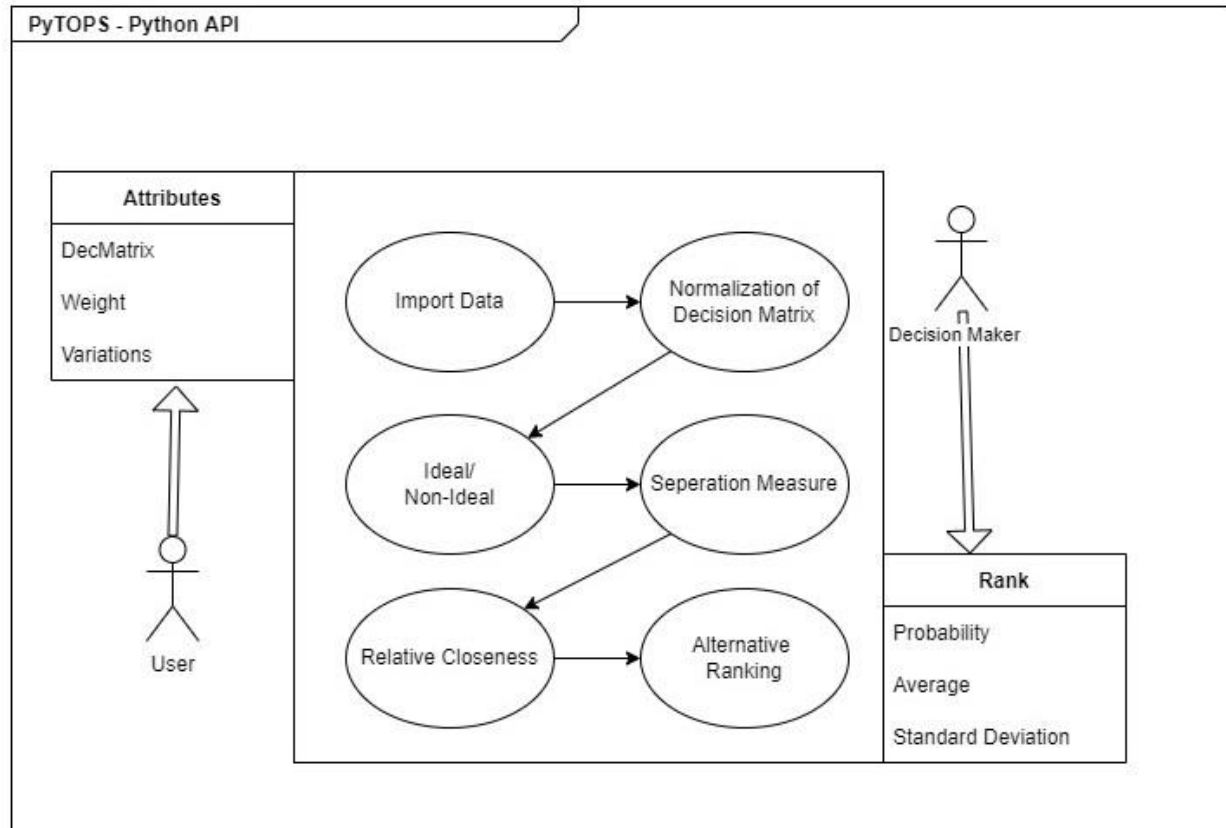 PyTOPS - Python API
Attributes
DecMatrix
Weight
Variations
User
Import Data
Normalization of
Decision Matrix
Ideal/
Non-Ideal
Seperation Measure
Relative Closeness
Alternative
Ranking
Decision Maker
Rank
Probability
Average
Standard Deviation